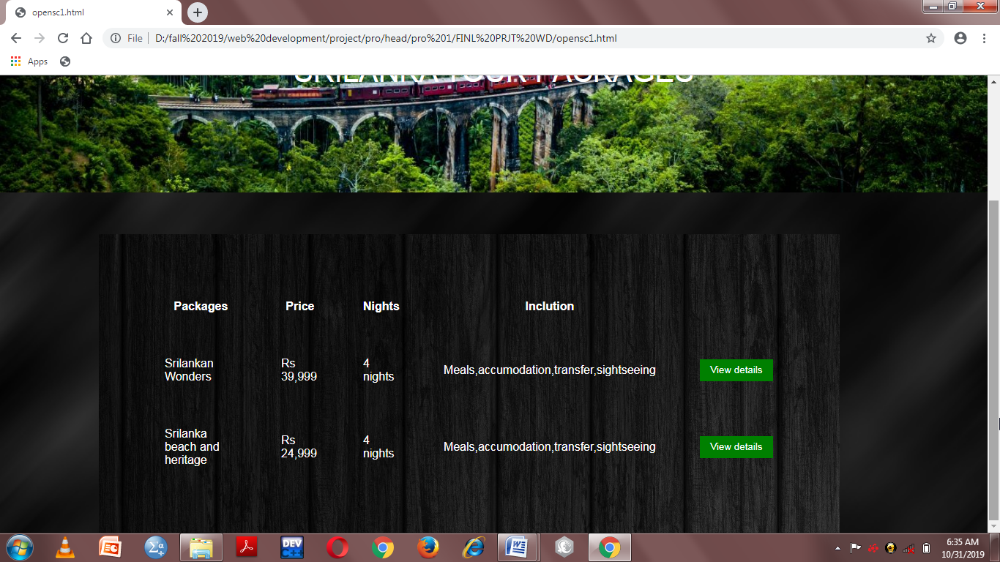 opensc1.html
File
D:/fall%202019/web%20development/project/pro/head/pro%201/FINL%20PRJT%20WD/opensc1.html
Apps
SRILANKA TOUR PACKAGES
Packages Price Nights Inclution
Srilankan
Wonders
Rs
39,999
4
nights
Meals,accumodation,transfer,sightseeing
View details
Srilanka
beach and
heritage
Rs
24,999
4
nights
Meals,accumodation,transfer,sightseeing
View details
DEV
C++
6:35 AM
10/31/2019